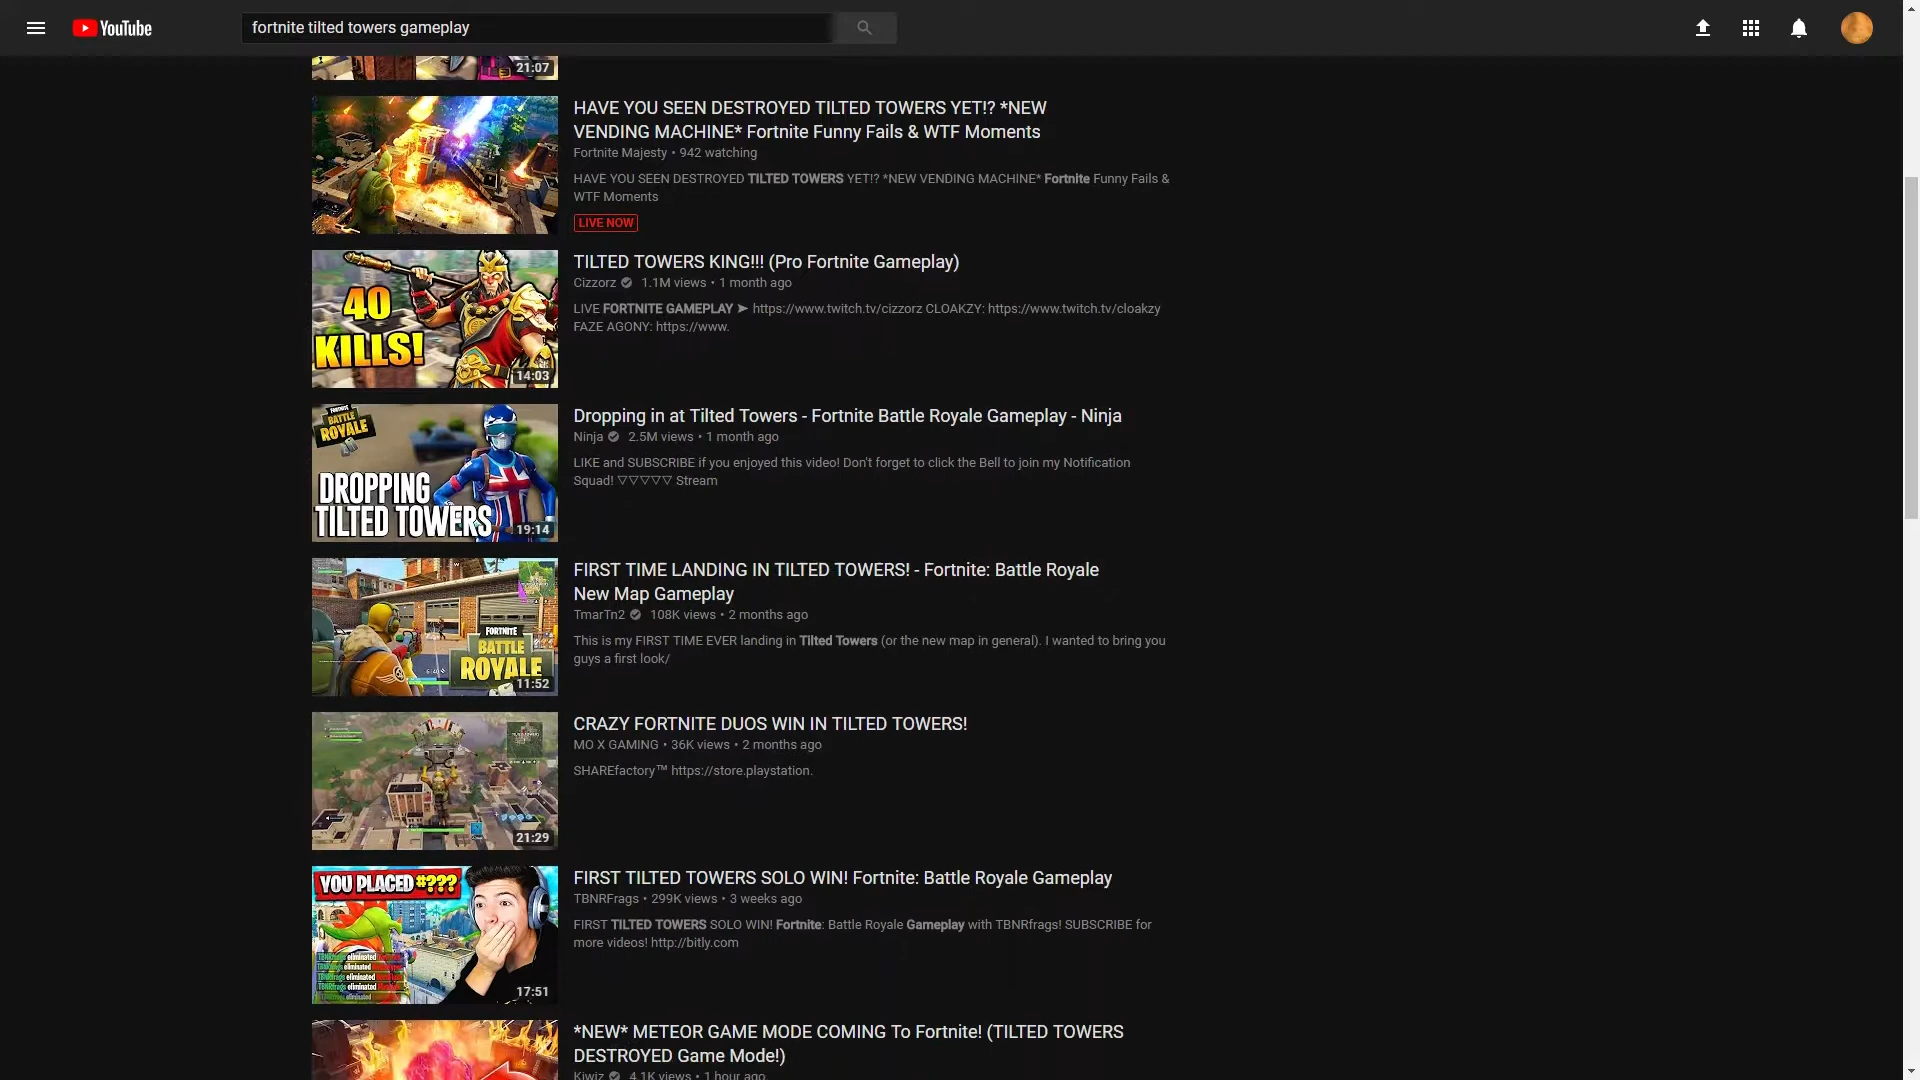 YouTube
fortnite tilted towers gameplay
21:07
HAVE YOU SEEN DESTROYED TILTED TOWERS YET!? *NEW
VENDING MACHINE* Fortnite Funny Fails & WTF Moments
Fortnite Majesty • 942 watching
HAVE YOU SEEN DESTROYED TILTED TOWERS YET!? *NEW VENDING MACHINE* Fortnite Funny Fails &
WTF Moments
LIVE NOW
40
KILLS!
14:03
TILTED TOWERS KING!!! (Pro Fortnite Gameplay)
Cizzorz 1.1M views • 1 month ago
LIVE FORTNITE GAMEPLAY ➤ https://www.twitch.tv/cizzorz CLOAKZY: https://www.twitch.tv/cloakzy
FAZE AGONY: https://www.
FORTNITE
BATTLE
ROYALE
DROPPING
TILTED TOWERS
19:14
Dropping in at Tilted Towers - Fortnite Battle Royale Gameplay - Ninja
Ninja 2.5M views • 1 month ago
LIKE and SUBSCRIBE if you enjoyed this video! Don't forget to click the Bell to join my Notification
Squad! ▽▽▽▽▽ Stream
FORTNITE
BATTLE
ROYALE
11:52
FIRST TIME LANDING IN TILTED TOWERS! - Fortnite: Battle Royale
New Map Gameplay
TmarTn2 108K views • 2 months ago
This is my FIRST TIME EVER landing in Tilted Towers (or the new map in general). I wanted to bring you
guys a first look/
21:29
CRAZY FORTNITE DUOS WIN IN TILTED TOWERS!
MO X GAMING • 36K views • 2 months ago
SHAREfactory™ https://store.playstation.
YOU PLACED #???
TBNRfrags eliminated
TBNRfrags eliminated
TBNRfrags eliminated
TBNRfrags eliminated
17:51
FIRST TILTED TOWERS SOLO WIN! Fortnite: Battle Royale Gameplay
TBNRFrags • 299K views • 3 weeks ago
FIRST TILTED TOWERS SOLO WIN! Fortnite: Battle Royale Gameplay with TBNRfrags! SUBSCRIBE for
more videos! http://bitly.com
*NEW* METEOR GAME MODE COMING To Fortnite! (TILTED TOWERS
DESTROYED Game Mode!)
Kiwiz 4.1K views • 1 hour ago